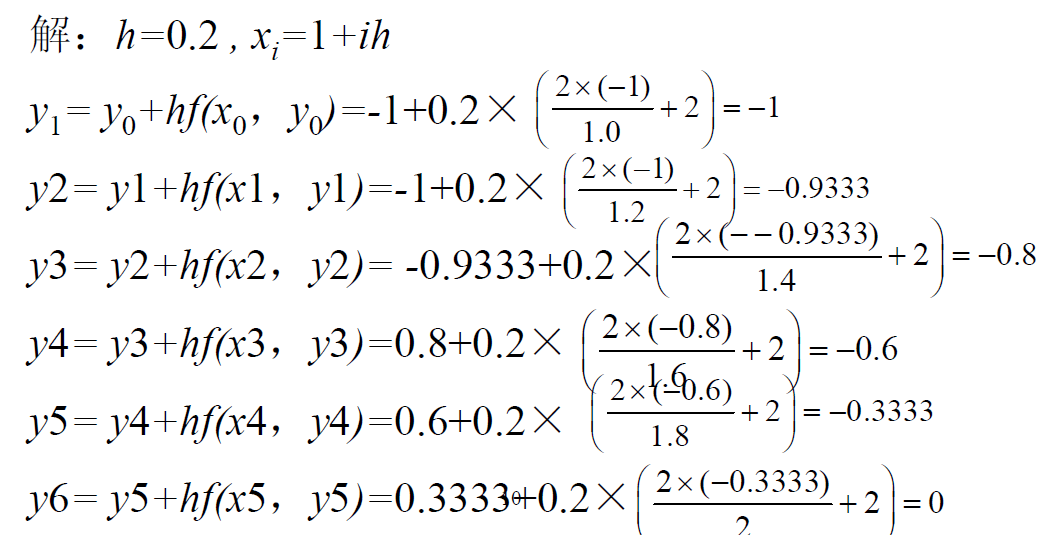 解：h=0.2 , x_i=1+ih
y_1= y_0+hf(x_0，y_0)=-1+0.2× (2×(−1)/1.0 + 2) = −1
y2= y1+hf(x1，y1)=-1+0.2× (2×(−1)/1.2 + 2) = −0.9333
y3= y2+hf(x2，y2)= -0.9333+0.2× (2×(−−0.9333)/1.4 + 2) = −0.8
y4= y3+hf(x3，y3)=0.8+0.2× (2×(−0.8)/1.6 + 2) = −0.6
y5= y4+hf(x4，y4)=0.6+0.2× (2×(−0.6)/1.8 + 2) = −0.3333
y6= y5+hf(x5，y5)=0.3333+0.2× (2×(−0.3333)/2 + 2) = 0